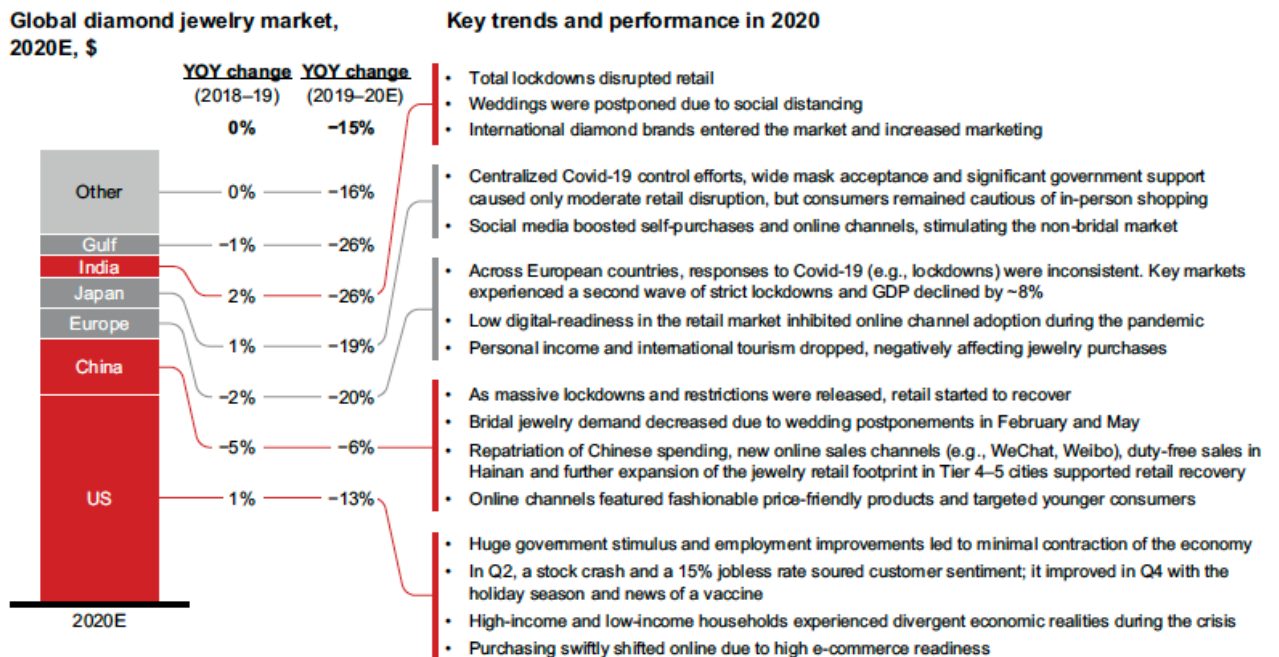 Global diamond jewelry market,
2020E, $
Key trends and performance in 2020
YOY change YOY change
(2018–19) (2019–20E)
0% −15%
Other 0% −16%
Gulf −1% −26%
India 2% −26%
Japan 1% −19%
Europe −2% −20%
China −5% −6%
US 1% −13%
2020E
• Total lockdowns disrupted retail
• Weddings were postponed due to social distancing
• International diamond brands entered the market and increased marketing
• Centralized Covid-19 control efforts, wide mask acceptance and significant government support
caused only moderate retail disruption, but consumers remained cautious of in-person shopping
• Social media boosted self-purchases and online channels, stimulating the non-bridal market
• Across European countries, responses to Covid-19 (e.g., lockdowns) were inconsistent. Key markets
experienced a second wave of strict lockdowns and GDP declined by ~8%
• Low digital-readiness in the retail market inhibited online channel adoption during the pandemic
• Personal income and international tourism dropped, negatively affecting jewelry purchases
• As massive lockdowns and restrictions were released, retail started to recover
• Bridal jewelry demand decreased due to wedding postponements in February and May
• Repatriation of Chinese spending, new online sales channels (e.g., WeChat, Weibo), duty-free sales in
Hainan and further expansion of the jewelry retail footprint in Tier 4–5 cities supported retail recovery
• Online channels featured fashionable price-friendly products and targeted younger consumers
• Huge government stimulus and employment improvements led to minimal contraction of the economy
• In Q2, a stock crash and a 15% jobless rate soured customer sentiment; it improved in Q4 with the
holiday season and news of a vaccine
• High-income and low-income households experienced divergent economic realities during the crisis
• Purchasing swiftly shifted online due to high e-commerce readiness